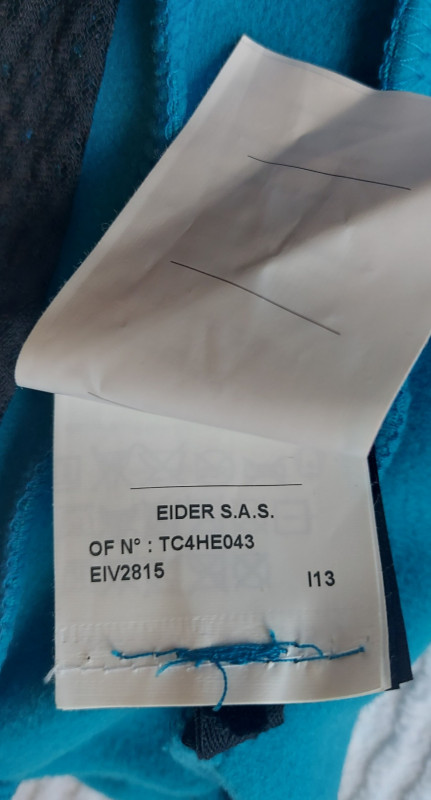 EIDER S.A.S.
OF N° : TC4HE043
EIV2815 I13